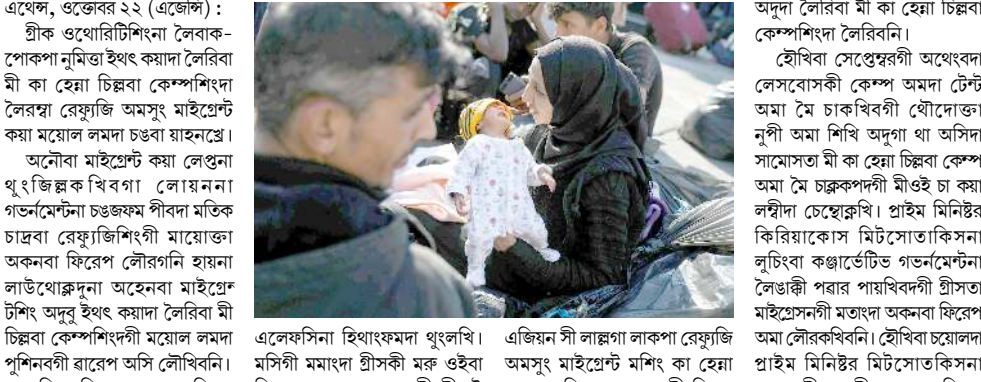 এথেন্স, ওক্তোবর ২২ (এজেন্সি) :
গ্রীক ওথোরিটিশিংনা লৈবাক-
পোকপা নুমিত্তা ইথৎ কয়াদা লৈরিবা
মী কা হেন্না চিল্লবা কেম্পশিংদা
লৈরম্বা রেফ্যুজি অমসুং মাইগ্রেন্ট
কয়া ময়োল লমদা চঙবা য়াহনখ্রে।
অনৌবা মাইগ্রেন্ট কয়া লেপ্তুনা
থুংজিল্লকখিবগা লোয়ননা
গভর্নমেন্টনা চঙজফম পীবদা মতিক
চাদ্রবা রেফ্যুজিশিংগী মায়োক্তা
অকনবা ফিরেপ লৌরগনি হায়না
লাউথোক্লদুনা অহেনবা মাইগ্রেন্
টশিং অদুবু ইথৎ কয়াদা লৈরিবা মী
চিল্লবা কেম্পশিংদগী ময়োল লমদা
পুশিনবগী ৱারেপ অসি লৌখিবনি।
এলেফসিনা হিথাংফমদা থুংলখি।
মসিগী মমাংদা গ্রীসকী মরু ওইবা
এজিয়ন সী লাল্লগা লাকপা রেফ্যুজি
অমসুং মাইগ্রেন্ট মশিং কা হেন্না
অদুদা লৈরিবা মী কা হেন্না চিল্লবা
কেম্পশিংদা লৈরিবনি।
হৌখিবা সেপ্তেম্বরগী অথেংবদা
লেসবোসকী কেম্প অমদা টেন্ট
অমা মৈ চাকখিবগী থৌদোক্তা
নুপী অমা শিখি অদুগা থা অসিদা
সামোসতা মী কা হেন্না চিল্লবা কেম্প
অমা মৈ চাক্লকপদগী মীওই চা কয়া
লম্বীদা চেন্থোক্লখি। প্রাইম মিনিষ্টর
কিরিয়াকোস মিটসোতাকিসনা
লুচিংবা কঞ্জার্ভেটিভ গভর্নমেন্টনা
লৈঙাক্কী পৱার পায়খিবদগী গ্রীসতা
মাইগ্রেসনগী মতাংদা অকনবা ফিরেপ
অমা লৌরকখিবনি। হৌখিবা চয়োলদা
প্রাইম মিনিষ্টর মিটসোতাকিসনা